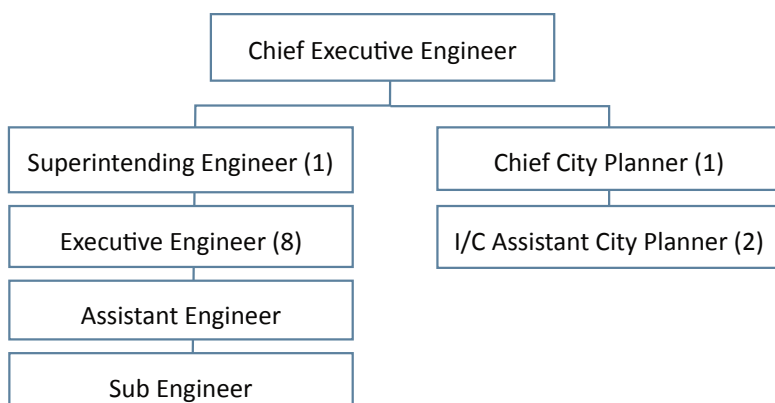 Chief Executive Engineer
Superintending Engineer (1)
Chief City Planner (1)
Executive Engineer (8)
I/C Assistant City Planner (2)
Assistant Engineer
Sub Engineer